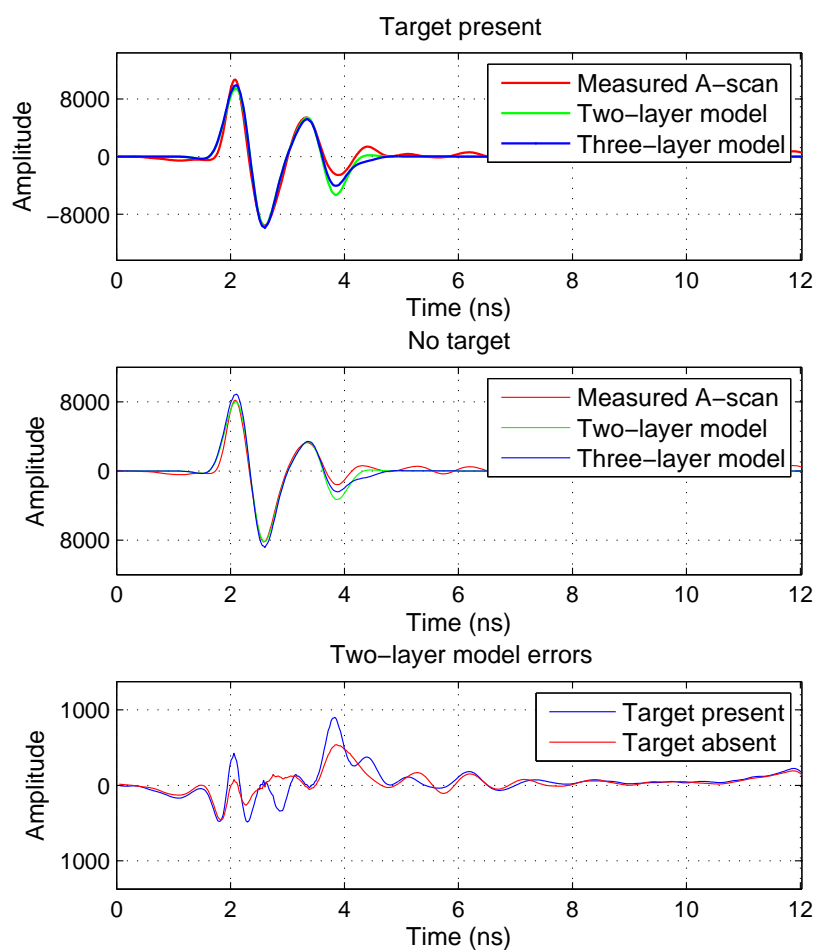 Target present
Amplitude
8000
0
−8000
Measured A−scan
Two−layer model
Three−layer model
0 2 4 6 8 10 12
Time (ns)
No target
Amplitude
8000
0
8000
Measured A−scan
Two−layer model
Three−layer model
0 2 4 6 8 10 12
Time (ns)
Two−layer model errors
Amplitude
1000
0
1000
Target present
Target absent
0 2 4 6 8 10 12
Time (ns)